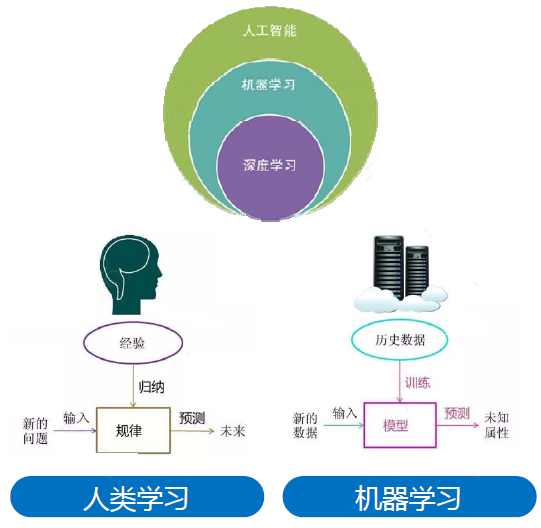 人工智能
机器学习
深度学习
经验
归纳
新的
问题
输入
规律
预测
未来
人类学习
历史数据
训练
新的
数据
输入
模型
预测
未知
属性
机器学习